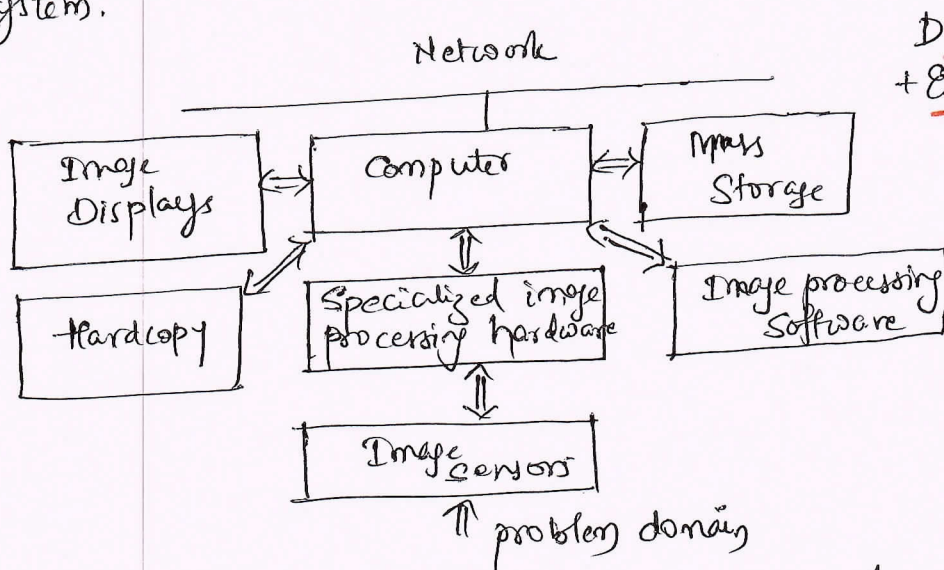 ystem.
Network
D
+ E
Image
Displays
Computer
Mass
Storage
Hardcopy
Specialized image
processing hardware
Image processing
Software
Image
sensors
problem domain